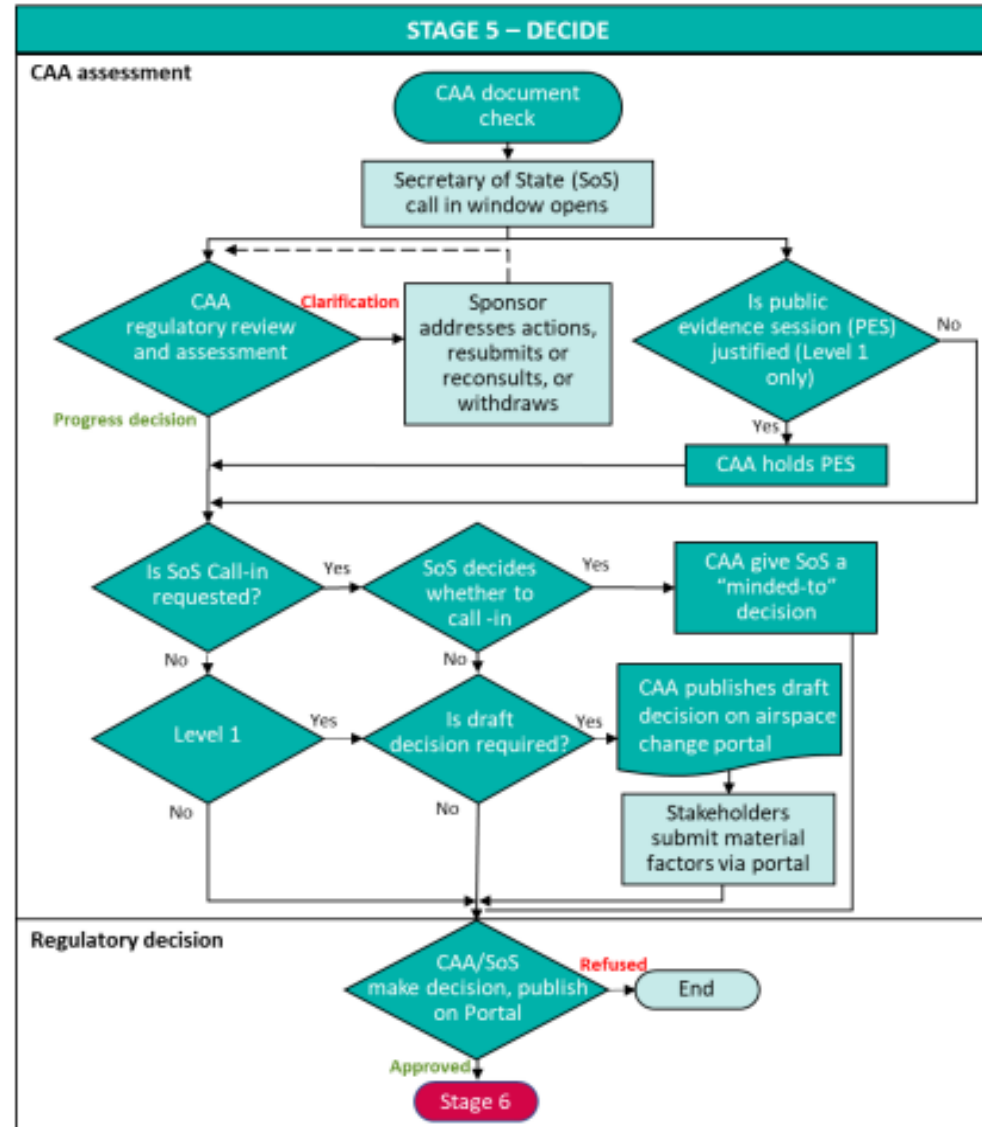 STAGE 5 – DECIDE
CAA assessment
CAA document
check
Secretary of State (SoS)
call in window opens
CAA
regulatory review
and assessment
Clarification
Sponsor
addresses actions,
resubmits or
reconsults, or
withdraws
Is public
evidence session (PES)
justified (Level 1
only)
No
Progress decision
Yes
CAA holds PES
Is SoS Call-in
requested?
Yes
SoS decides
whether to
call -in
Yes
CAA give SoS a
“minded-to”
decision
No
No
Level 1
Yes
Is draft
decision required?
Yes
CAA publishes draft
decision on airspace
change portal
No
No
Stakeholders
submit material
factors via portal
Regulatory decision
CAA/SoS
make decision, publish
on Portal
Refused
End
Approved
Stage 6